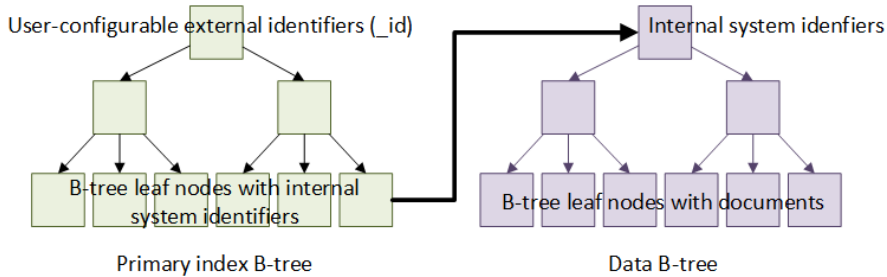 User-configurable external identifiers (_id)
Internal system idenfiers
B-tree leaf nodes with internal
system identifiers
B-tree leaf nodes with documents
Primary index B-tree
Data B-tree